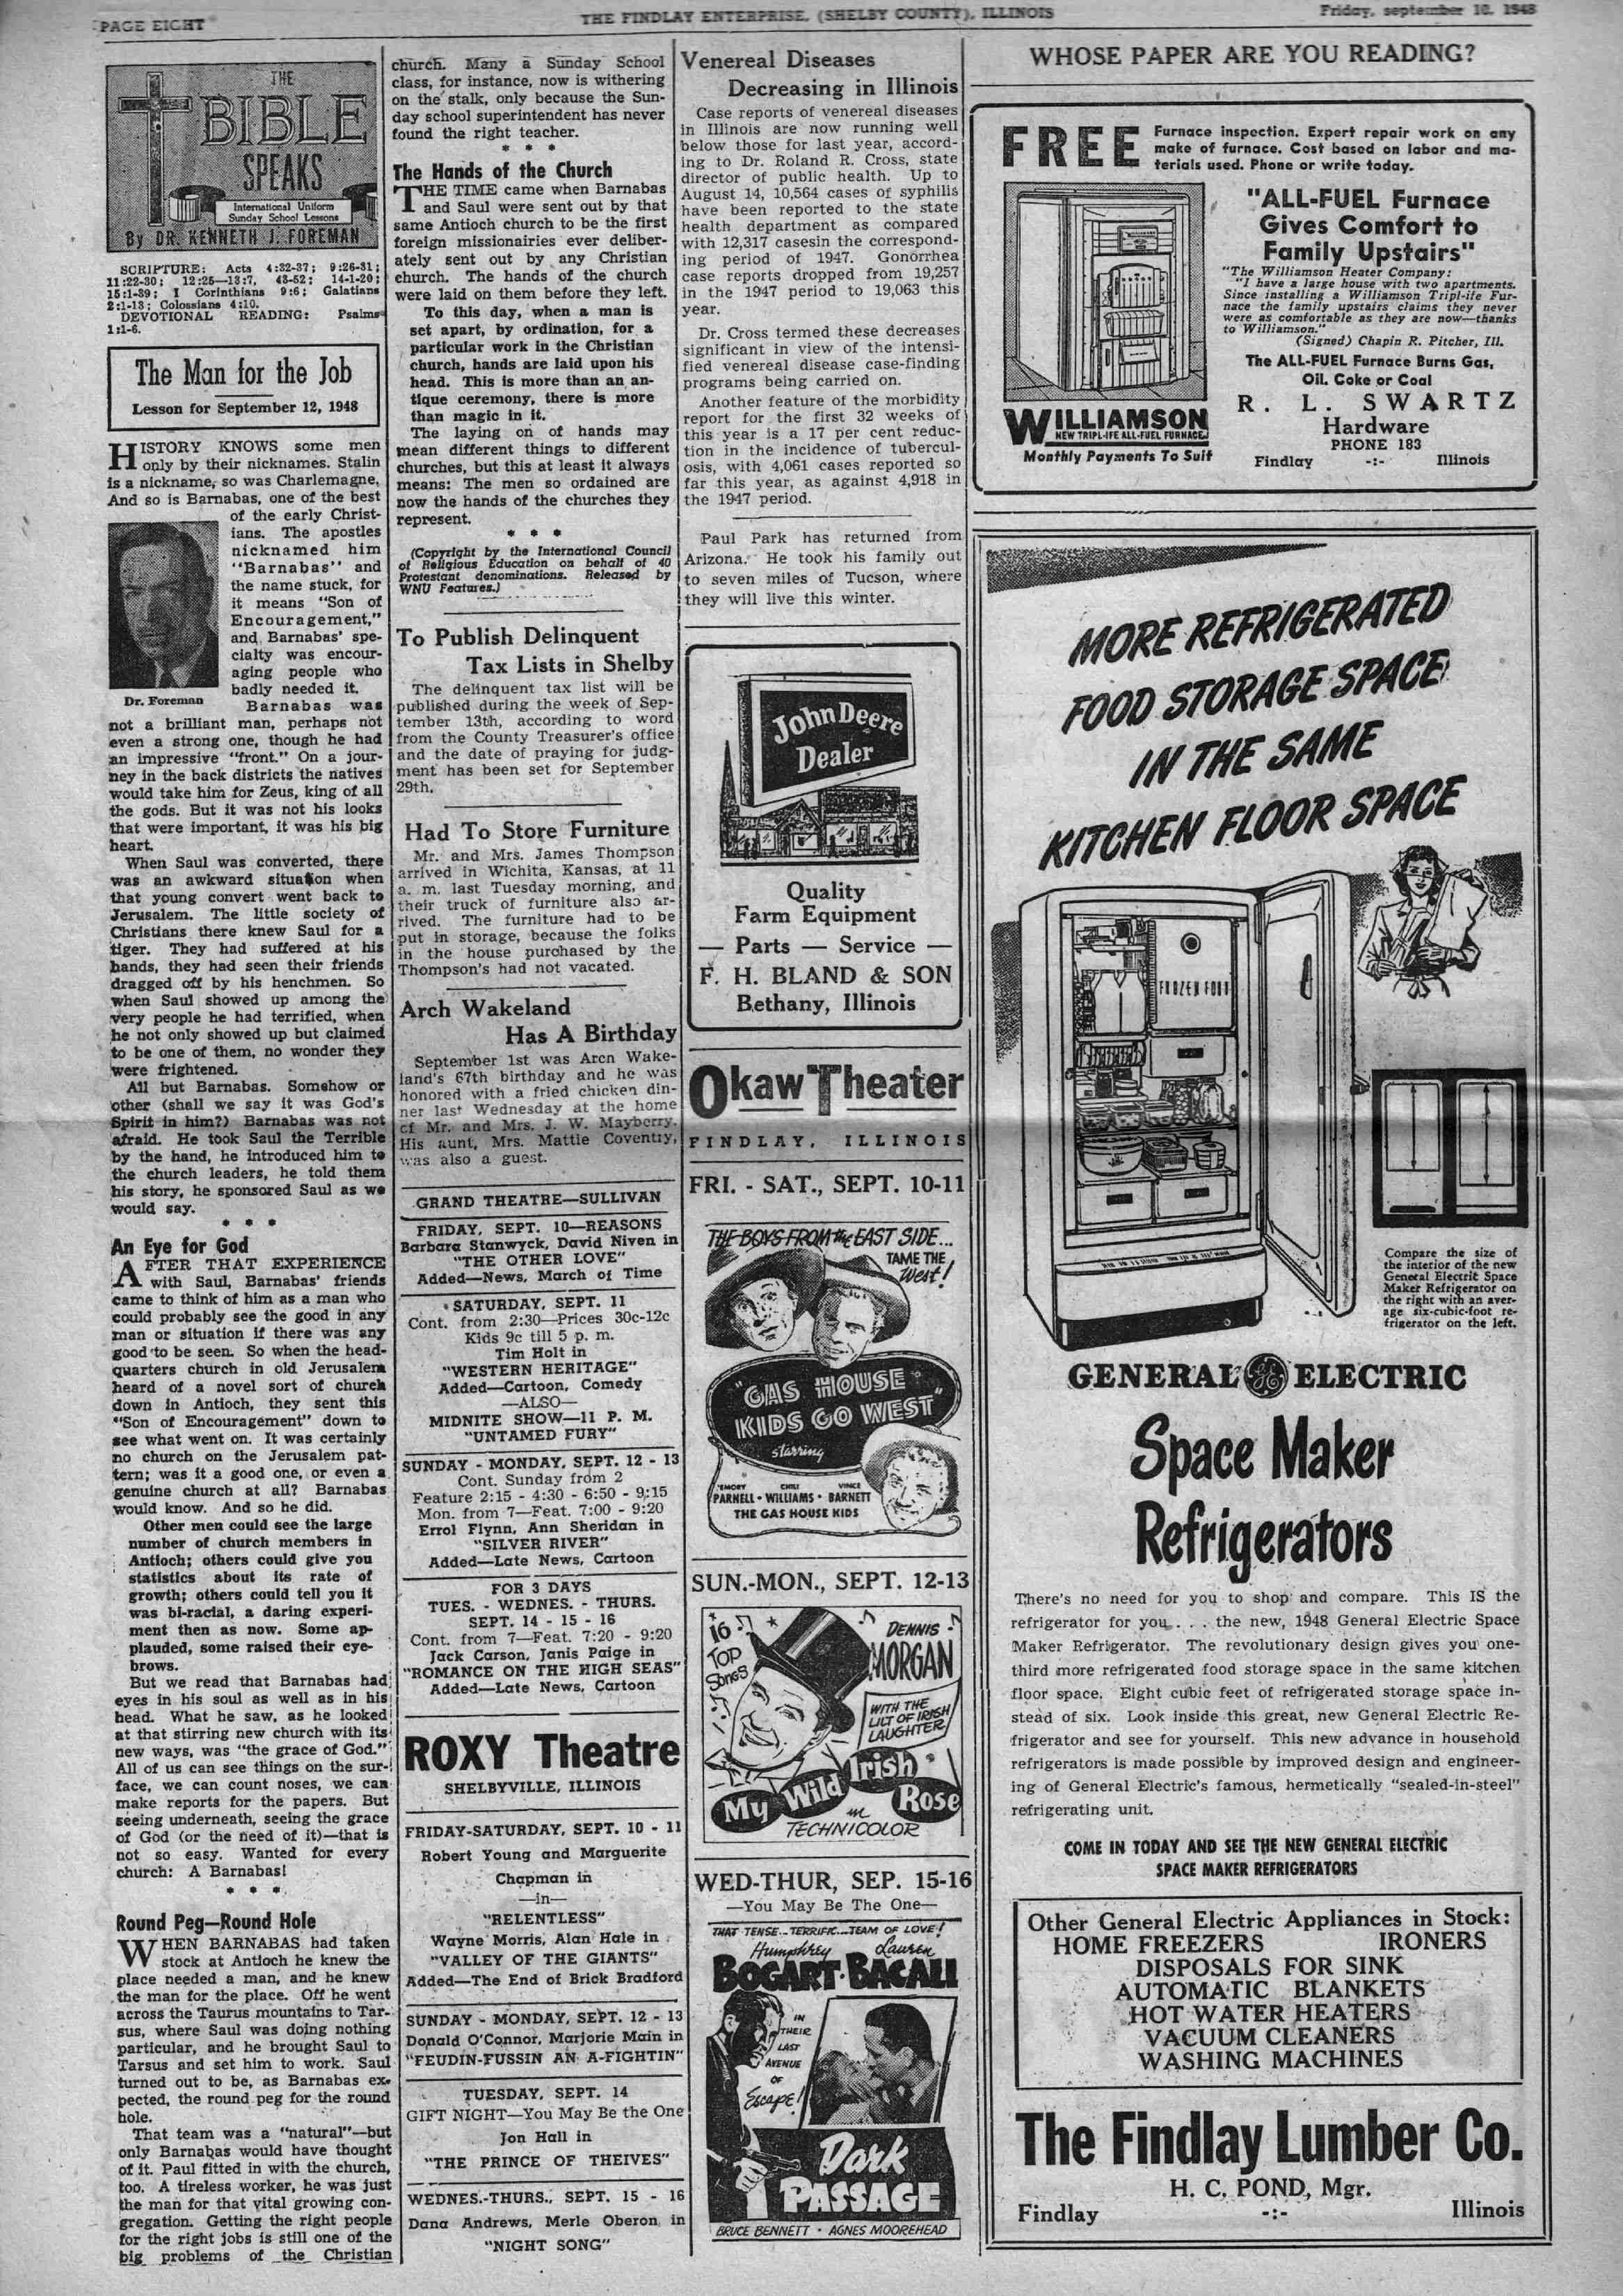 PAGE EIGHT
THE FINDLAY ENTERPRISE, (SHELBY COUNTY), ILLINOIS
Friday, september 10, 1948
THE
BIBLE
SPEAKS
International Uniform
Sunday School Lessons
By DR. KENNETH J. FOREMAN
SCRIPTURE: Acts 4:32-37; 9:26-31;
11:22-30; 12:25—13:7, 43-52; 14-1-20;
15:1-39; I Corinthians 9:6; Galatians
2:1-13; Colossians 4:10.
DEVOTIONAL READING: Psalms
1:1-6.
The Man for the Job
Lesson for September 12, 1948
HISTORY KNOWS some men
only by their nicknames. Stalin
is a nickname, so was Charlemagne.
And so is Barnabas, one of the best
of the early Christ-
ians. The apostles
nicknamed him
"Barnabas" and
the name stuck, for
it means "Son of
Encouragement,"
and Barnabas' spe-
cialty was encour-
aging people who
badly needed it.
Dr. Foreman
Barnabas was
not a brilliant man, perhaps not
even a strong one, though he had
an impressive "front." On a jour-
ney in the back districts the natives
would take him for Zeus, king of all
the gods. But it was not his looks
that were important, it was his big
heart.
When Saul was converted, there
was an awkward situation when
that young convert went back to
Jerusalem. The little society of
Christians there knew Saul for a
tiger. They had suffered at his
hands, they had seen their friends
dragged off by his henchmen. So
when Saul showed up among the
very people he had terrified, when
he not only showed up but claimed
to be one of them, no wonder they
were frightened.
All but Barnabas. Somehow or
other (shall we say it was God's
Spirit in him?) Barnabas was not
afraid. He took Saul the Terrible
by the hand, he introduced him to
the church leaders, he told them
his story, he sponsored Saul as we
would say.
* * *
An Eye for God
AFTER THAT EXPERIENCE
with Saul, Barnabas' friends
came to think of him as a man who
could probably see the good in any
man or situation if there was any
good to be seen. So when the head-
quarters church in old Jerusalem
heard of a novel sort of church
down in Antioch, they sent this
"Son of Encouragement" down to
see what went on. It was certainly
no church on the Jerusalem pat-
tern; was it a good one, or even a
genuine church at all? Barnabas
would know. And so he did.
Other men could see the large
number of church members in
Antioch; others could give you
statistics about its rate of
growth; others could tell you it
was bi-racial, a daring experi-
ment then as now. Some ap-
plauded, some raised their eye-
brows.
But we read that Barnabas had
eyes in his soul as well as in his
head. What he saw, as he looked
at that stirring new church with its
new ways, was "the grace of God."
All of us can see things on the sur-
face, we can count noses, we can
make reports for the papers. But
seeing underneath, seeing the grace
of God (or the need of it)—that is
not so easy. Wanted for every
church: A Barnabas!
* * *
Round Peg—Round Hole
WHEN BARNABAS had taken
stock at Antioch he knew the
place needed a man, and he knew
the man for the place. Off he went
across the Taurus mountains to Tar-
sus, where Saul was doing nothing
particular, and he brought Saul to
Tarsus and set him to work. Saul
turned out to be, as Barnabas ex-
pected, the round peg for the round
hole.
That team was a "natural"—but
only Barnabas would have thought
of it. Paul fitted in with the church,
too. A tireless worker, he was just
the man for that vital growing con-
gregation. Getting the right people
for the right jobs is still one of the
big problems of the Christian
church. Many a Sunday School
class, for instance, now is withering
on the stalk, only because the Sun-
day school superintendent has never
found the right teacher.
* * *
The Hands of the Church
THE TIME came when Barnabas
and Saul were sent out by that
same Antioch church to be the first
foreign missionairies ever deliber-
ately sent out by any Christian
church. The hands of the church
were laid on them before they left.
To this day, when a man is
set apart, by ordination, for a
particular work in the Christian
church, hands are laid upon his
head. This is more than an an-
tique ceremony, there is more
than magic in it.
The laying on of hands may
mean different things to different
churches, but this at least it always
means: The men so ordained are
now the hands of the churches they
represent.
* * *
(Copyright by the International Council
of Religious Education on behalf of 40
Protestant denominations. Released by
WNU Features.)
To Publish Delinquent
Tax Lists in Shelby
The delinquent tax list will be
published during the week of Sep-
tember 13th, according to word
from the County Treasurer's office
and the date of praying for judg-
ment has been set for September
29th.
Had To Store Furniture
Mr. and Mrs. James Thompson
arrived in Wichita, Kansas, at 11
a. m. last Tuesday morning, and
their truck of furniture also ar-
rived. The furniture had to be
put in storage, because the folks
in the house purchased by the
Thompson's had not vacated.
Arch Wakeland
Has A Birthday
September 1st was Arcn Wake-
land's 67th birthday and he was
honored with a fried chicken din-
ner last Wednesday at the home
of Mr. and Mrs. J. W. Mayberry.
His aunt, Mrs. Mattie Coventry,
was also a guest.
GRAND THEATRE—SULLIVAN
FRIDAY, SEPT. 10—REASONS
Barbara Stanwyck, David Niven in
"THE OTHER LOVE"
Added—News, March of Time
SATURDAY, SEPT. 11
Cont. from 2:30—Prices 30c-12c
Kids 9c till 5 p. m.
Tim Holt in
"WESTERN HERITAGE"
Added—Cartoon, Comedy
—ALSO—
MIDNITE SHOW—11 P. M.
"UNTAMED FURY"
SUNDAY - MONDAY, SEPT. 12 - 13
Cont. Sunday from 2
Feature 2:15 - 4:30 - 6:50 - 9:15
Mon. from 7—Feat. 7:00 - 9:20
Errol Flynn, Ann Sheridan in
"SILVER RIVER"
Added—Late News, Cartoon
FOR 3 DAYS
TUES. - WEDNES. - THURS.
SEPT. 14 - 15 - 16
Cont. from 7—Feat. 7:20 - 9:20
Jack Carson, Janis Paige in
"ROMANCE ON THE HIGH SEAS"
Added—Late News, Cartoon
ROXY Theatre
SHELBYVILLE, ILLINOIS
FRIDAY-SATURDAY, SEPT. 10 - 11
Robert Young and Marguerite
Chapman in
—in—
"RELENTLESS"
Wayne Morris, Alan Hale in
"VALLEY OF THE GIANTS"
Added—The End of Brick Bradford
SUNDAY - MONDAY, SEPT. 12 - 13
Donald O'Connor, Marjorie Main in
"FEUDIN-FUSSIN AN A-FIGHTIN"
TUESDAY, SEPT. 14
GIFT NIGHT—You May Be the One
Jon Hall in
"THE PRINCE OF THEIVES"
WEDNES.-THURS., SEPT. 15 - 16
Dana Andrews, Merle Oberon in
"NIGHT SONG"
Venereal Diseases
Decreasing in Illinois
Case reports of venereal diseases
in Illinois are now running well
below those for last year, accord-
ing to Dr. Roland R. Cross, state
director of public health. Up to
August 14, 10,564 cases of syphilis
have been reported to the state
health department as compared
with 12,317 casesin the correspond-
ing period of 1947. Gonorrhea
case reports dropped from 19,257
in the 1947 period to 19,063 this
year.
Dr. Cross termed these decreases
significant in view of the intensi-
fied venereal disease case-finding
programs being carried on.
Another feature of the morbidity
report for the first 32 weeks of
this year is a 17 per cent reduc-
tion in the incidence of tubercul-
osis, with 4,061 cases reported so
far this year, as against 4,918 in
the 1947 period.
Paul Park has returned from
Arizona. He took his family out
to seven miles of Tucson, where
they will live this winter.
John Deere
Dealer
Quality
Farm Equipment
— Parts — Service —
F. H. BLAND & SON
Bethany, Illinois
Okaw Theater
FINDLAY, ILLINOIS
FRI. - SAT., SEPT. 10-11
THE BOYS FROM the EAST SIDE...
TAME THE
West!
"GAS HOUSE
KIDS GO WEST"
starring
EMORY CHILI VINCE
PARNELL · WILLIAMS · BARNETT
THE GAS HOUSE KIDS
SUN.-MON., SEPT. 12-13
16
TOP
Songs
DENNIS
MORGAN
WITH THE
LILT OF IRISH
LAUGHTER
My Wild Irish
Rose
in
TECHNICOLOR
WED-THUR, SEP. 15-16
—You May Be The One—
THAT TENSE... TERRIFIC... TEAM OF LOVE!
Humphrey Lauren
BOGART · BACALL
IN
THEIR
LAST
AVENUE
OF
Escape!
Dark
PASSAGE
BRUCE BENNETT · AGNES MOOREHEAD
WHOSE PAPER ARE YOU READING?
FREE
Furnace inspection. Expert repair work on any
make of furnace. Cost based on labor and ma-
terials used. Phone or write today.
"ALL-FUEL Furnace
Gives Comfort to
Family Upstairs"
"The Williamson Heater Company:
"I have a large house with two apartments.
Since installing a Williamson Tripl-ife Fur-
nace the family upstairs claims they never
were as comfortable as they are now—thanks
to Williamson."
(Signed) Chapin R. Pitcher, Ill.
The ALL-FUEL Furnace Burns Gas,
Oil, Coke or Coal
WILLIAMSON
NEW TRIPL-IFE ALL-FUEL FURNACE
Monthly Payments To Suit
R. L. SWARTZ
Hardware
PHONE 183
Findlay -:- Illinois
MORE REFRIGERATED
FOOD STORAGE SPACE
IN THE SAME
KITCHEN FLOOR SPACE
FROZEN FOOD
Compare the size of
the interior of the new
General Electric Space
Maker Refrigerator on
the right with an aver-
age six-cubic-foot re-
frigerator on the left.
GENERAL GE ELECTRIC
Space Maker
Refrigerators
There's no need for you to shop and compare. This IS the
refrigerator for you. . . . the new, 1948 General Electric Space
Maker Refrigerator. The revolutionary design gives you one-
third more refrigerated food storage space in the same kitchen
floor space. Eight cubic feet of refrigerated storage space in-
stead of six. Look inside this great, new General Electric Re-
frigerator and see for yourself. This new advance in household
refrigerators is made possible by improved design and engineer-
ing of General Electric's famous, hermetically "sealed-in-steel"
refrigerating unit.
COME IN TODAY AND SEE THE NEW GENERAL ELECTRIC
SPACE MAKER REFRIGERATORS
Other General Electric Appliances in Stock:
HOME FREEZERS IRONERS
DISPOSALS FOR SINK
AUTOMATIC BLANKETS
HOT WATER HEATERS
VACUUM CLEANERS
WASHING MACHINES
The Findlay Lumber Co.
H. C. POND, Mgr.
Findlay -:- Illinois